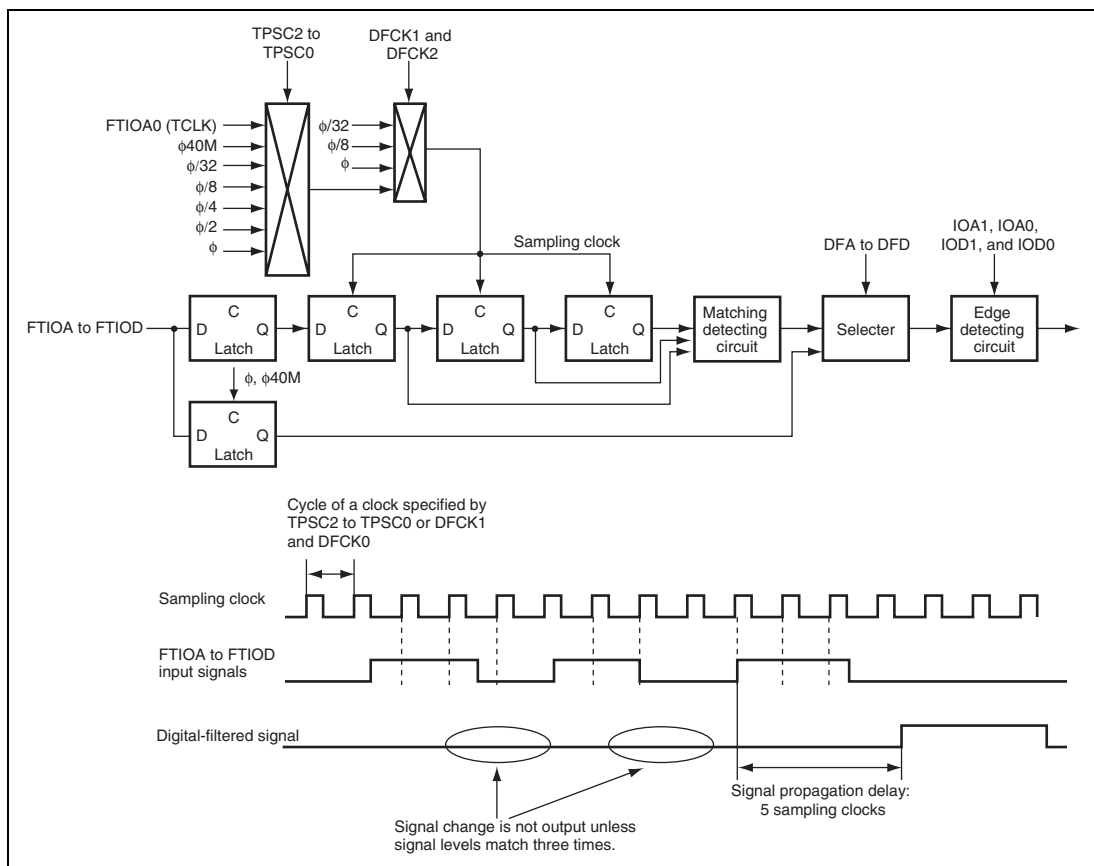 TPSC2 to
TPSC0
DFCK1 and
DFCK2
FTIOA0 (TCLK)
ϕ40M
ϕ/32
ϕ/8
ϕ/4
ϕ/2
ϕ
ϕ/32
ϕ/8
ϕ
Sampling clock
DFA to DFD
IOA1, IOA0,
IOD1, and IOD0
FTIOA to FTIOD
C
D Q
Latch
C
D Q
Latch
C
D Q
Latch
C
D Q
Latch
Matching
detecting
circuit
Selecter
Edge
detecting
circuit
ϕ, ϕ40M
C
D Q
Latch
Cycle of a clock specified by
TPSC2 to TPSC0 or DFCK1
and DFCK0
Sampling clock
FTIOA to FTIOD
input signals
Digital-filtered signal
Signal propagation delay:
5 sampling clocks
Signal change is not output unless
signal levels match three times.